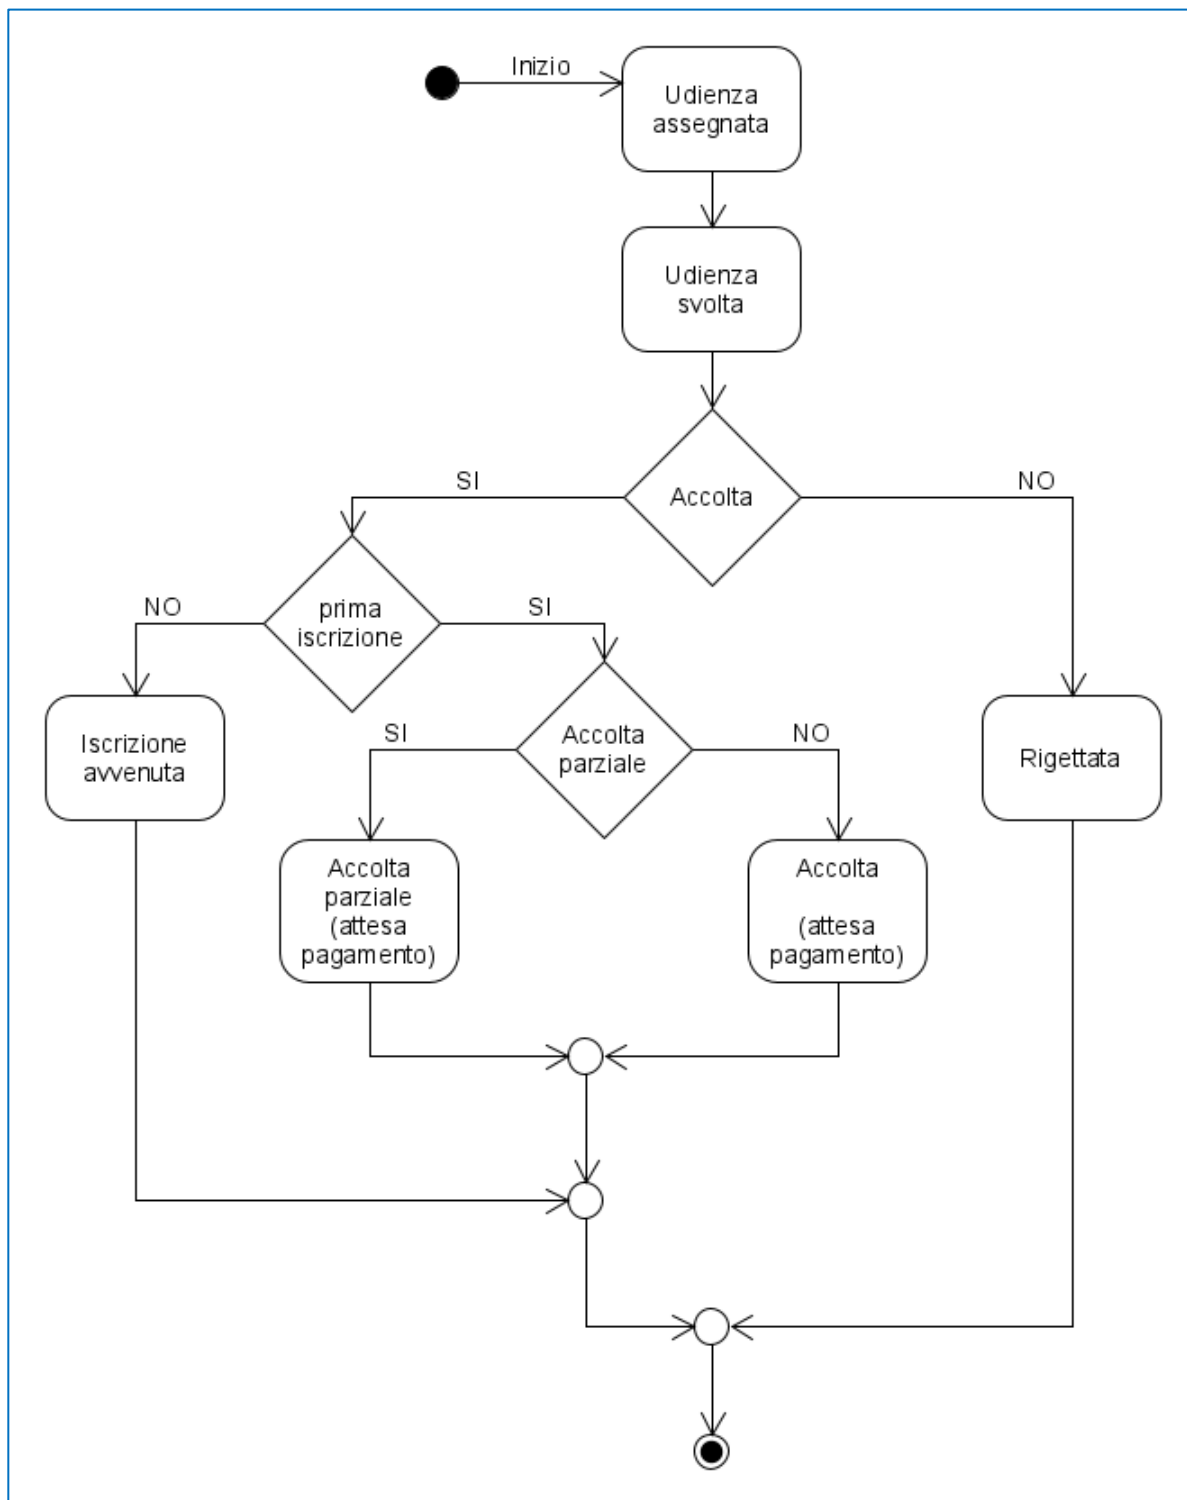 Inizio
Udienza
assegnata
Udienza
svolta
Accolta
SI
NO
prima
iscrizione
NO
SI
Iscrizione
avvenuta
Accolta
parziale
SI
NO
Rigettata
Accolta
parziale
(attesa
pagamento)
Accolta
(attesa
pagamento)